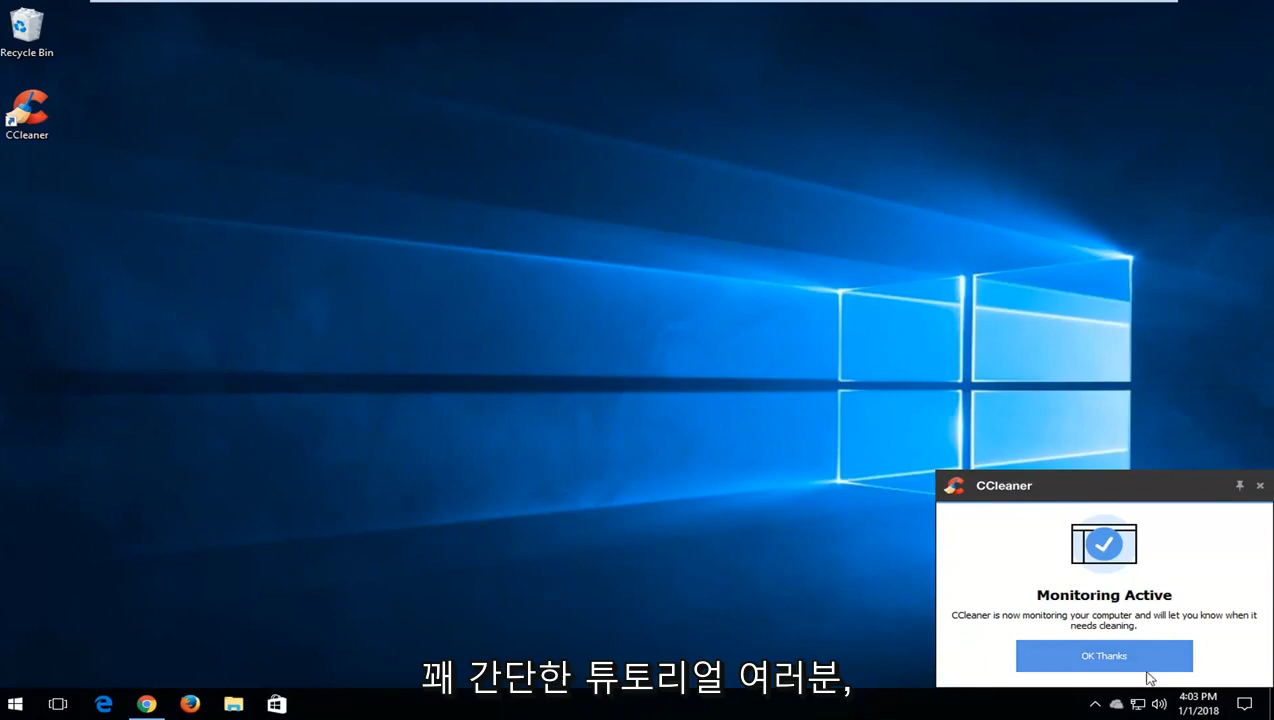 Recycle Bin
CCleaner
CCleaner
Monitoring Active
CCleaner is now monitoring your computer and will let you know when it
needs cleaning.
OK Thanks
꽤 간단한 튜토리얼 여러분,
4:03 PM
1/1/2018